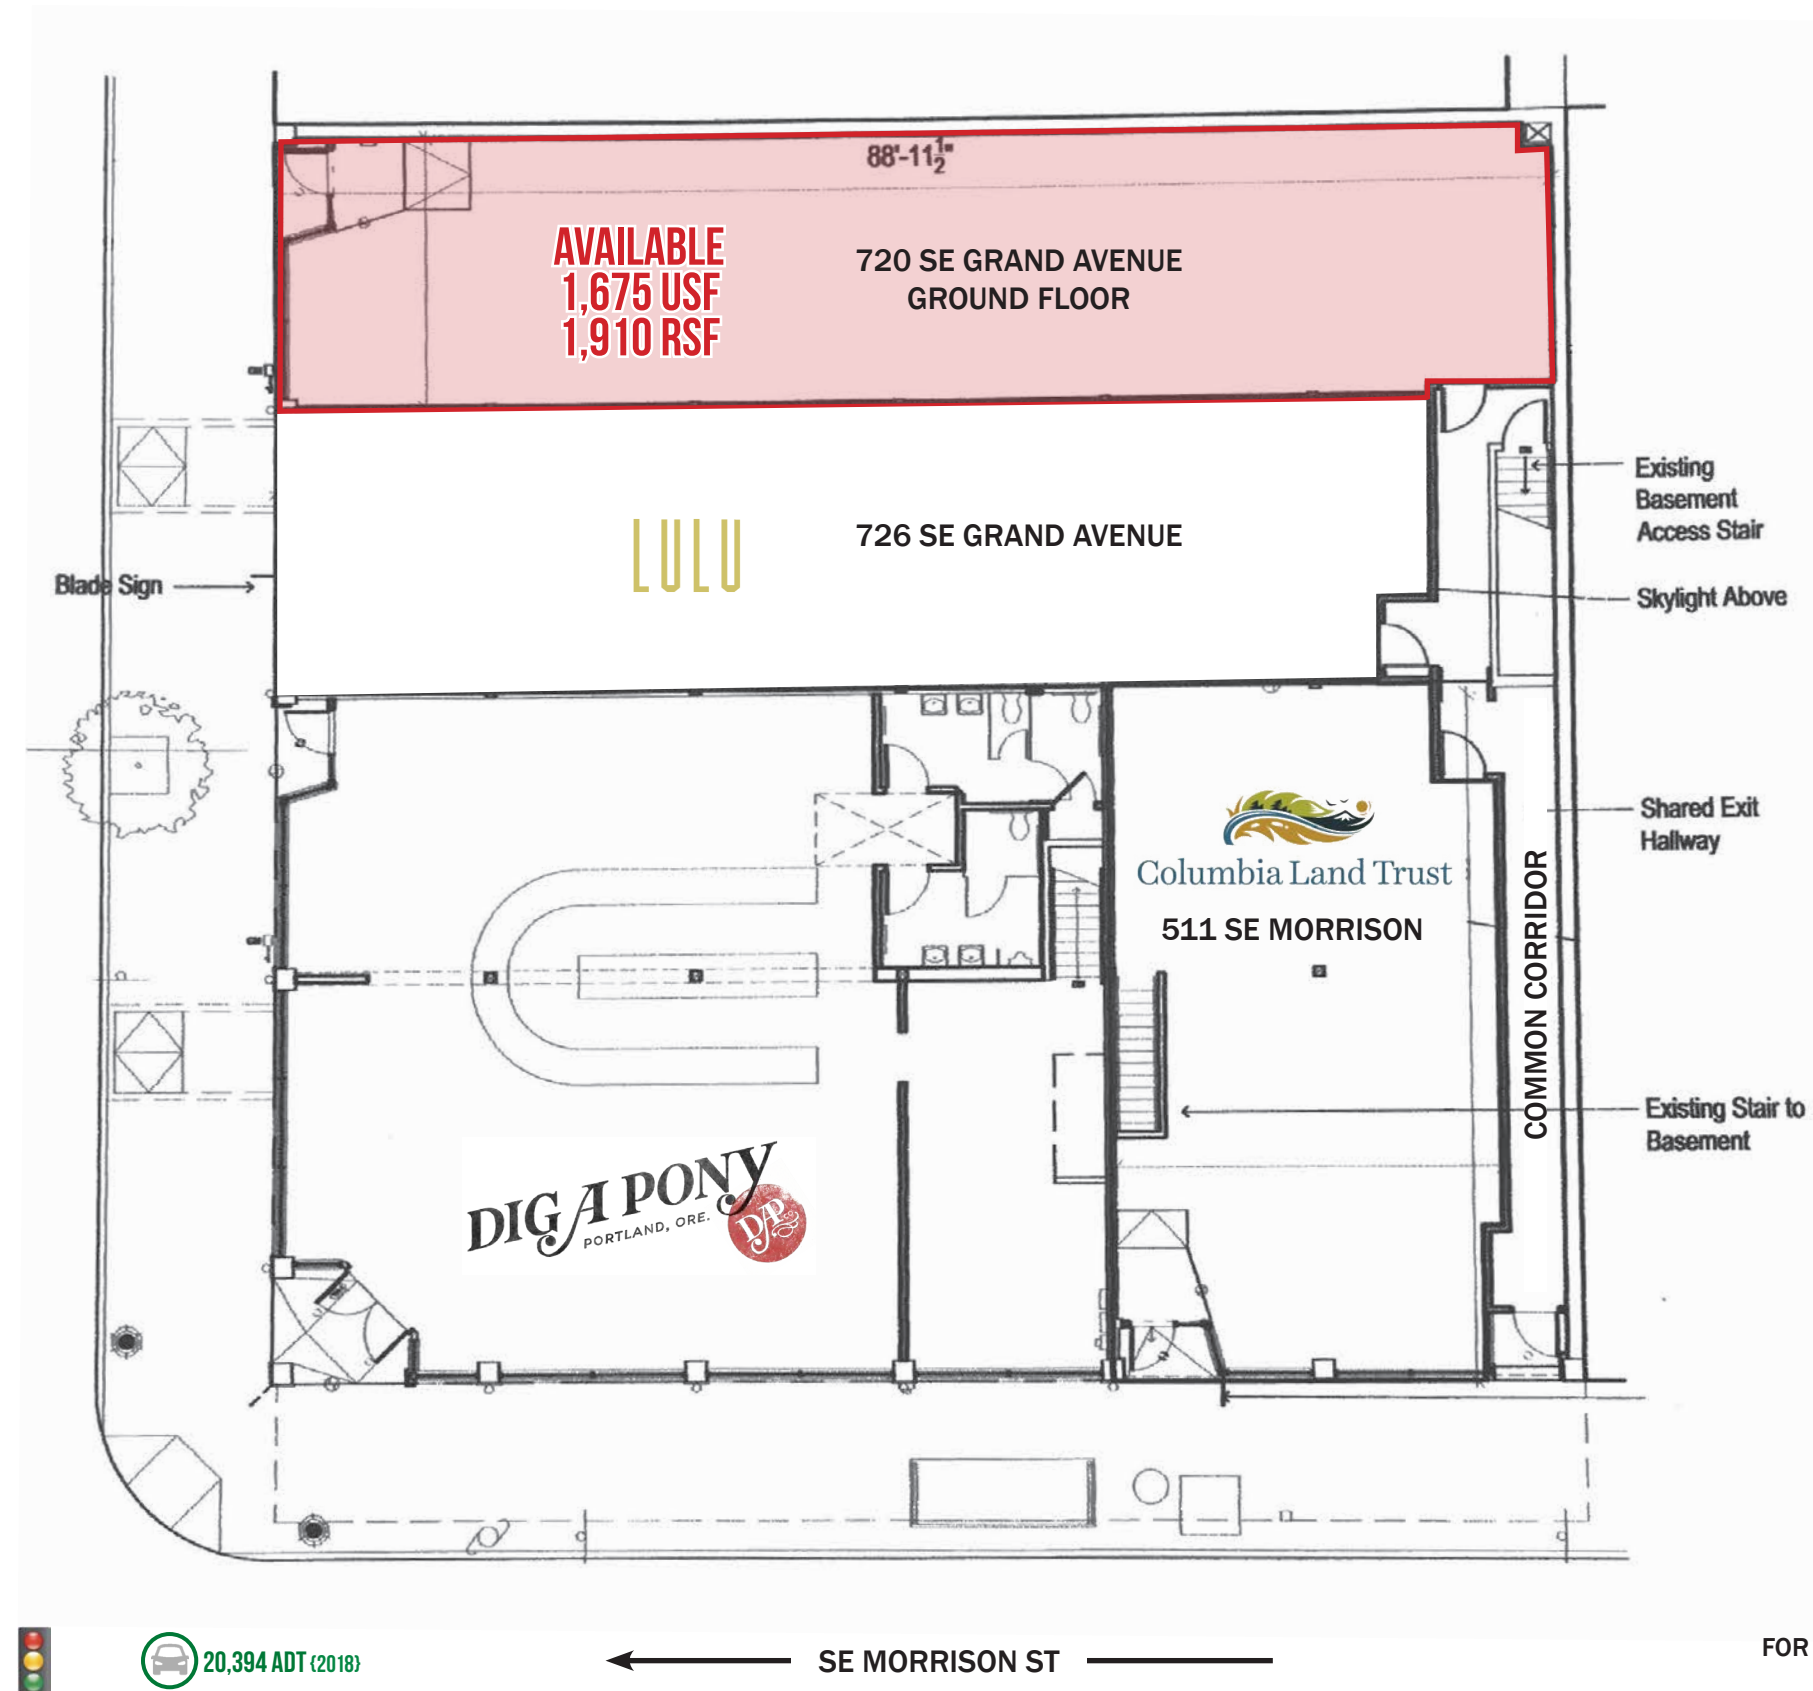 88'-11½"
AVAILABLE
1,675 USF
1,910 RSF
720 SE GRAND AVENUE
GROUND FLOOR
Existing
Basement
Access Stair
LULU
726 SE GRAND AVENUE
Blade Sign
Skylight Above
Columbia Land Trust
511 SE MORRISON
Shared Exit
Hallway
COMMON CORRIDOR
Existing Stair to
Basement
DIG A PONY
PORTLAND, ORE.
DAP
20,394 ADT {2018}
SE MORRISON ST
FOR